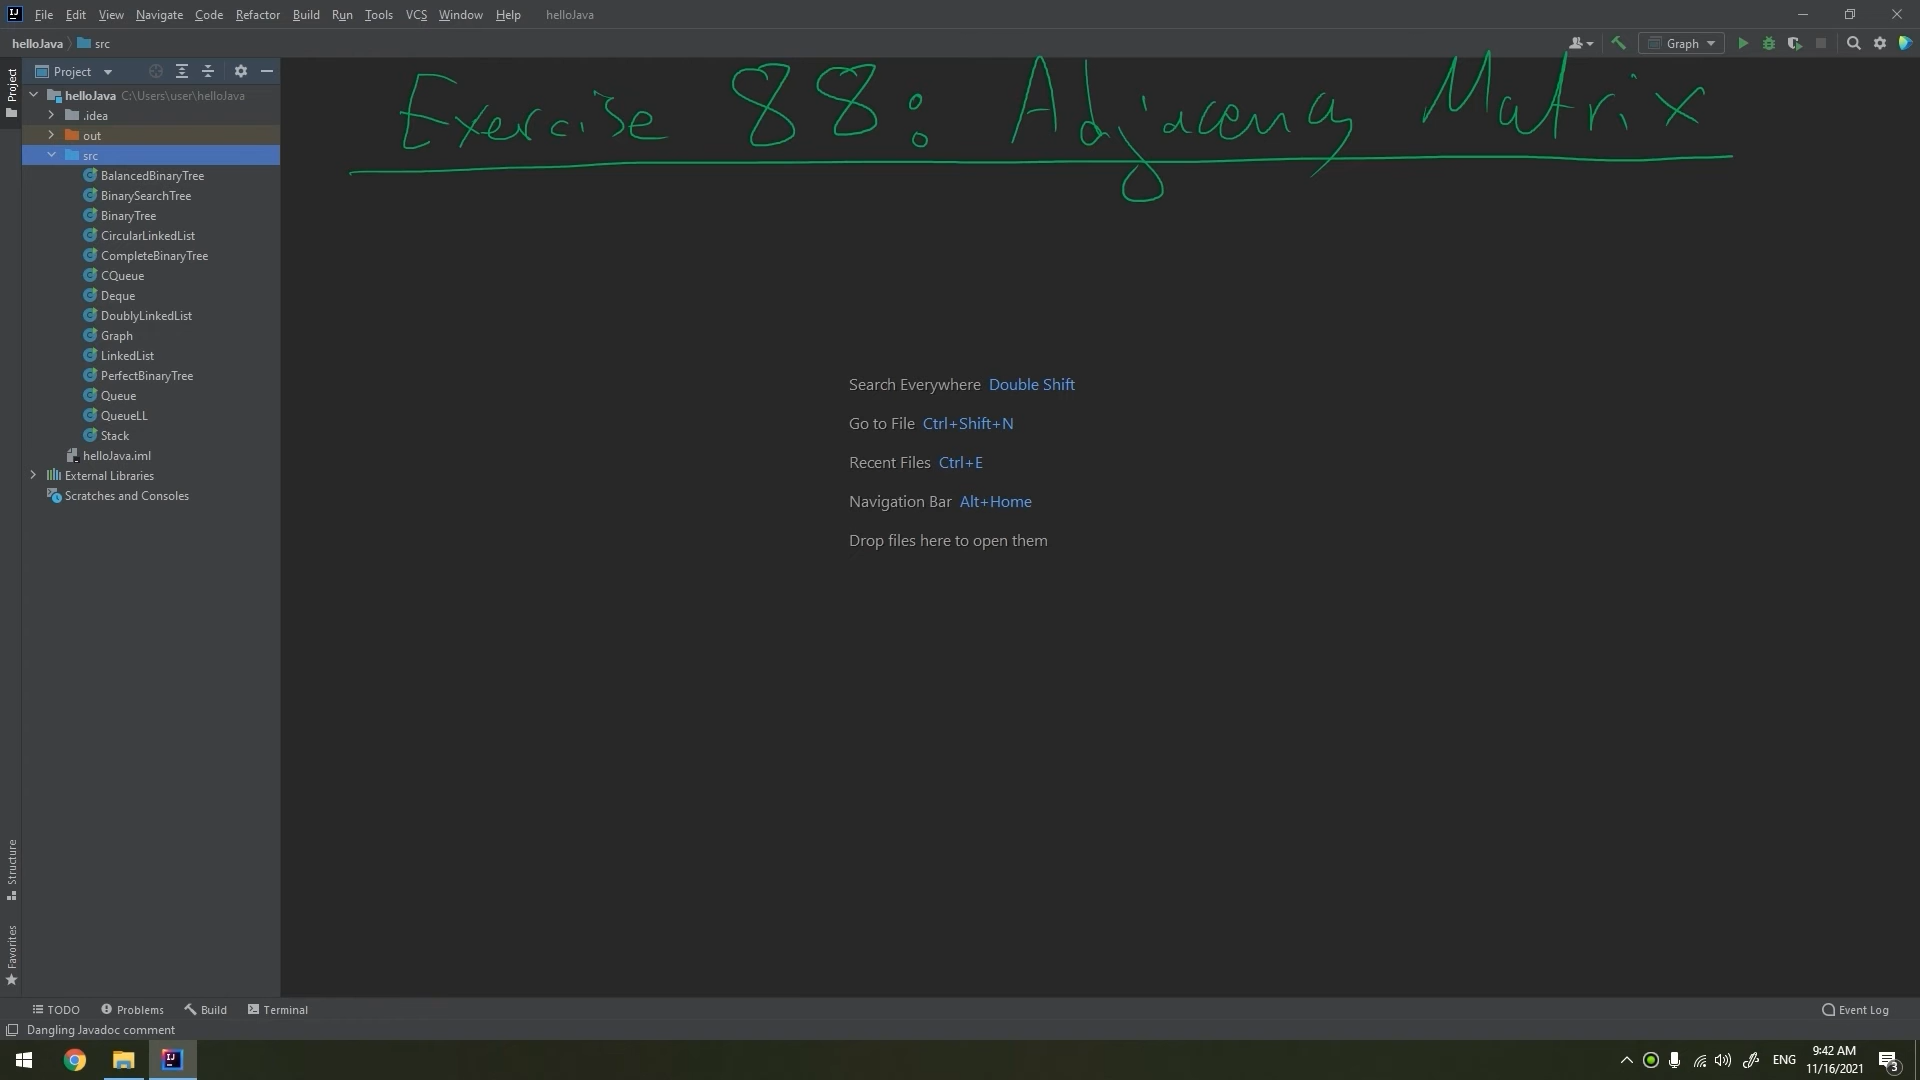 File Edit View Navigate Code Refactor Build Run Tools VCS Window Help helloJava
helloJava src Graph
Exercise 88: Adjacency Matrix
Project
Project
helloJava C:\Users\user\helloJava
.idea
out
src
BalancedBinaryTree
BinarySearchTree
BinaryTree
CircularLinkedList
CompleteBinaryTree
CQueue
Deque
DoublyLinkedList
Graph
LinkedList
PerfectBinaryTree
Queue
QueueLL
Stack
helloJava.iml
External Libraries
Scratches and Consoles
Search Everywhere Double Shift
Go to File Ctrl+Shift+N
Recent Files Ctrl+E
Navigation Bar Alt+Home
Drop files here to open them
Structure
Favorites
TODO Problems Build Terminal Event Log
Dangling Javadoc comment
ENG
9:42 AM
11/16/2021
3